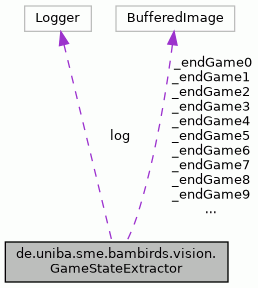 Logger
BufferedImage
log
_endGame0
_endGame1
_endGame2
_endGame3
_endGame4
_endGame5
_endGame6
_endGame7
_endGame8
_endGame9
...
de.uniba.sme.bambirds.vision.
GameStateExtractor